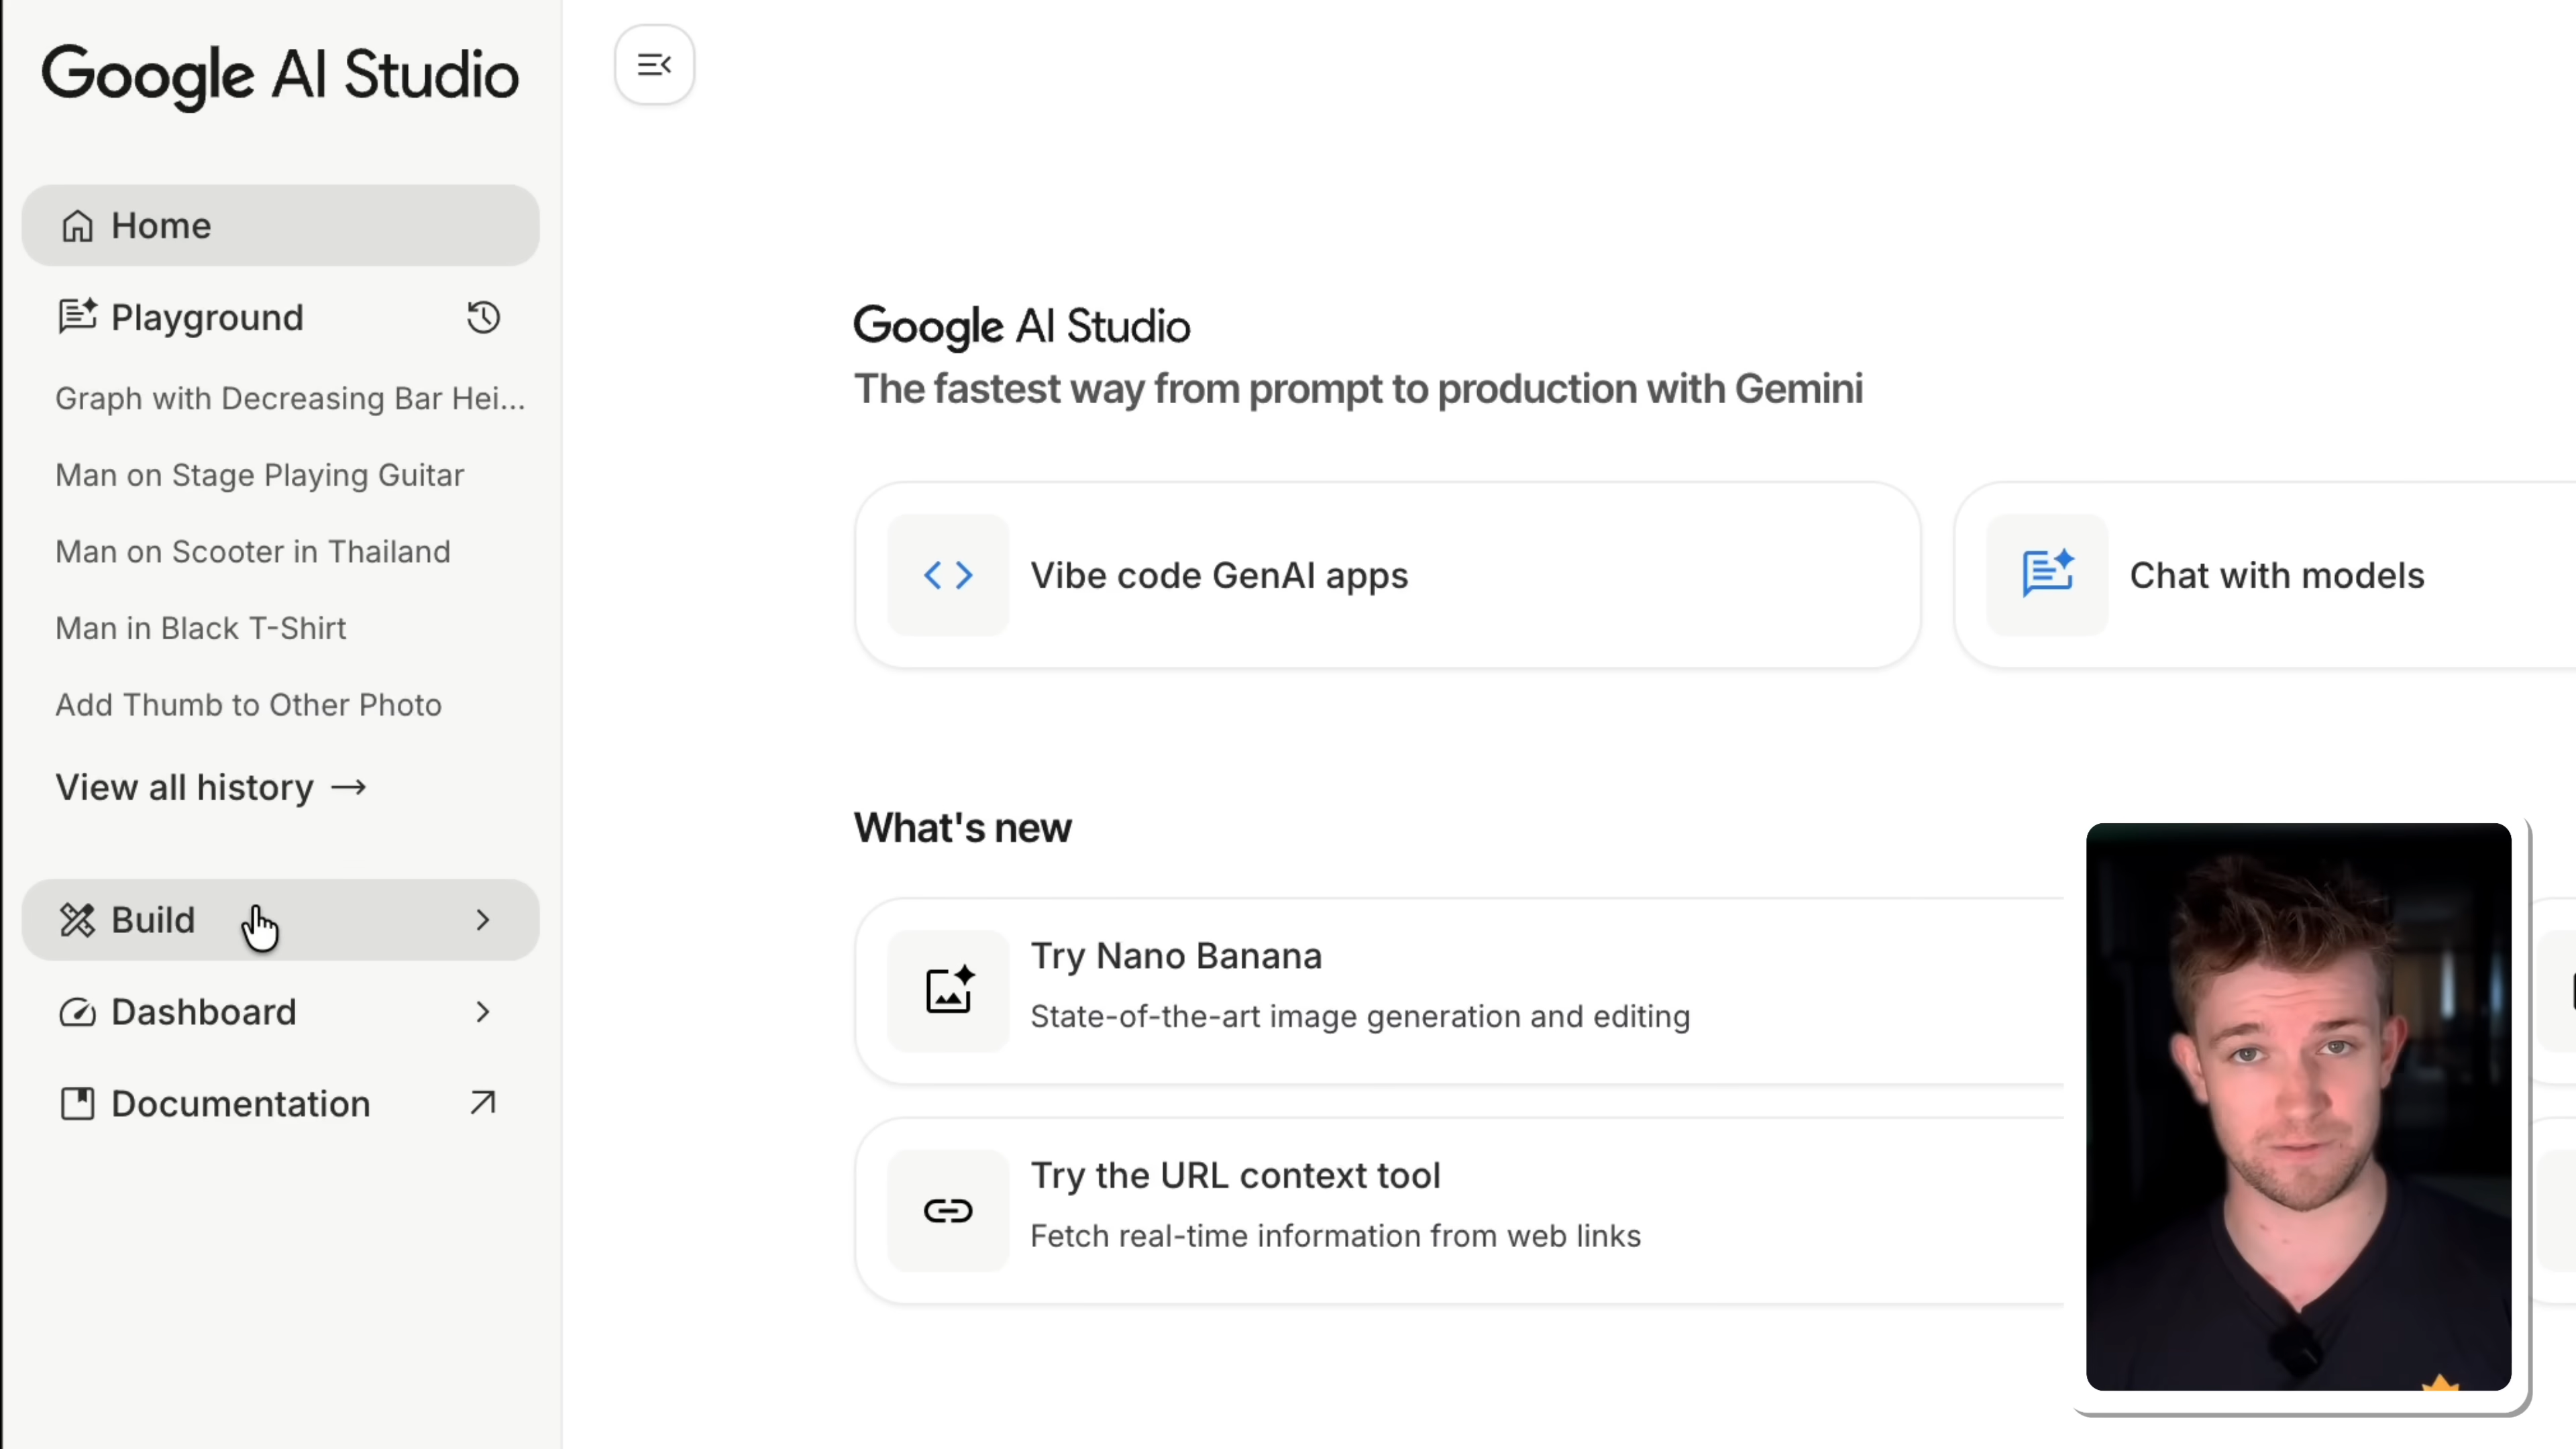 Google AI Studio
Home
Playground
Graph with Decreasing Bar Hei...
Man on Stage Playing Guitar
Man on Scooter in Thailand
Man in Black T-Shirt
Add Thumb to Other Photo
View all history →
Build
Dashboard
Documentation
Google AI Studio
The fastest way from prompt to production with Gemini
Vibe code GenAI apps
Chat with models
What's new
Try Nano Banana
State-of-the-art image generation and editing
Try the URL context tool
Fetch real-time information from web links